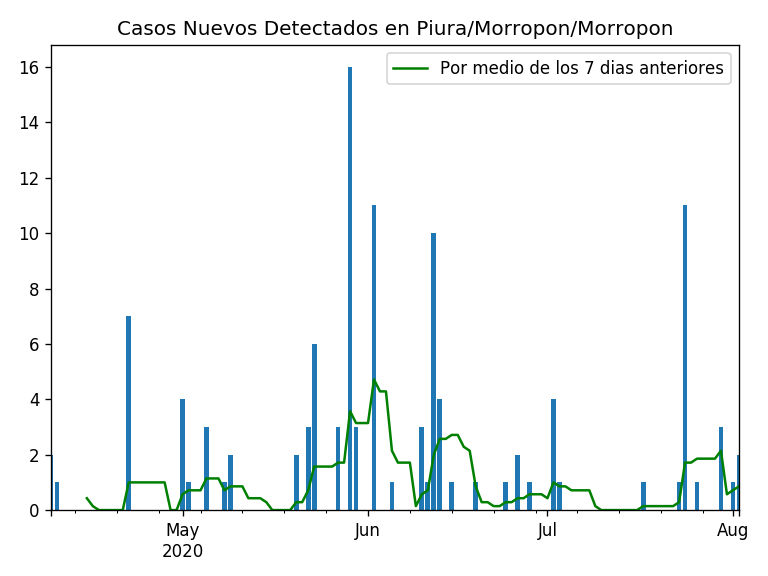 Casos Nuevos Detectados en Piura/Morropon/Morropon
Por medio de los 7 dias anteriores
16
14
12
10
8
6
4
2
0
May
2020
Jun
Jul
Aug